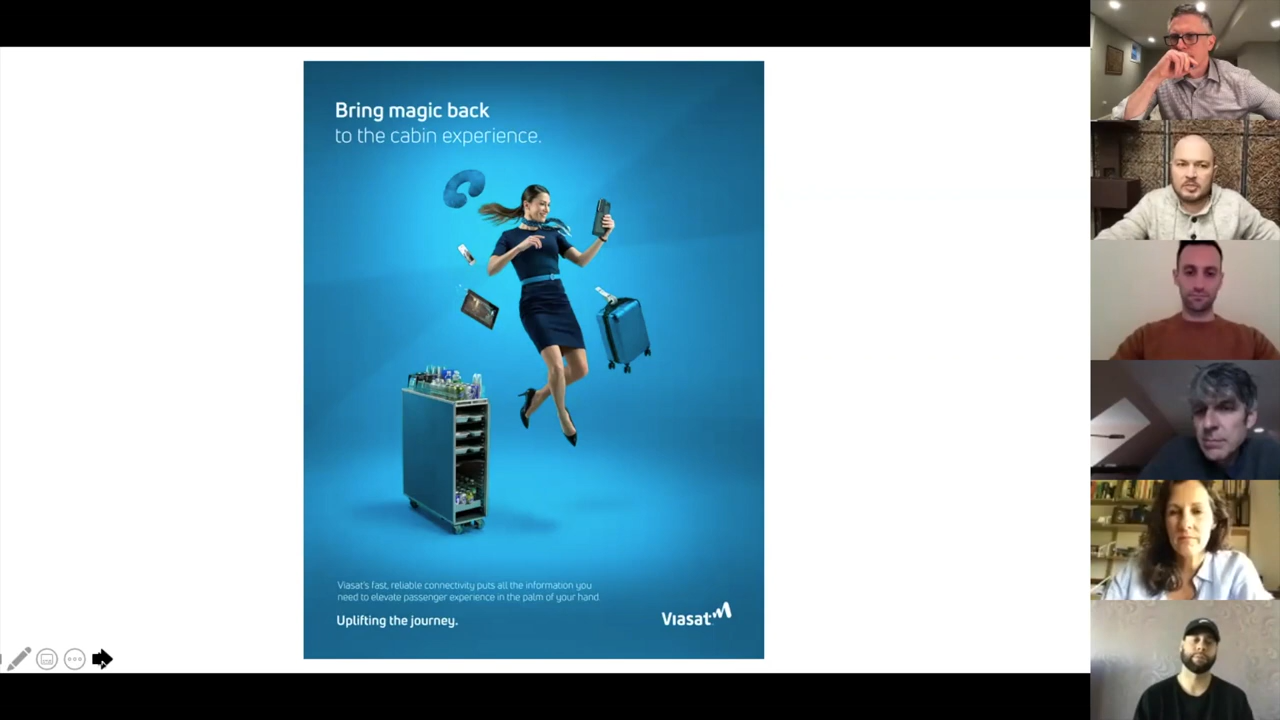 Bring magic back
to the cabin experience.
Viasat's fast, reliable connectivity puts all the information you
need to elevate passenger experience in the palm of your hand
Uplifting the journey.
Viasat